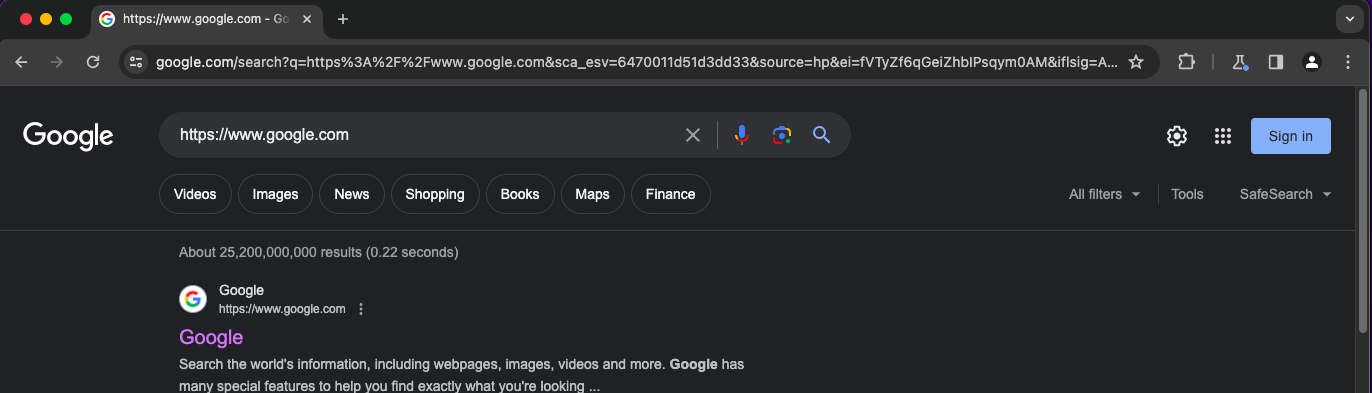 https://www.google.com - Go
google.com/search?q=https%3A%2F%2Fwww.google.com&sca_esv=6470011d51d3dd33&source=hp&ei=fVTyZf6qGeiZhbIPsqym0AM&iflsig=A...
Google
https://www.google.com
Sign in
Videos
Images
News
Shopping
Books
Maps
Finance
All filters
Tools
SafeSearch
About 25,200,000,000 results (0.22 seconds)
Google
https://www.google.com
Google
Search the world's information, including webpages, images, videos and more. Google has
many special features to help you find exactly what you're looking ...